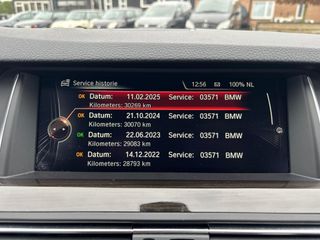 Service historie 12:56 100% NL
OK Datum: 11.02.2025 Service: 03571 BMW
Kilometers: 30269 km
OK Datum: 21.10.2024 Service: 03571 BMW
Kilometers: 30070 km
OK Datum: 22.06.2023 Service: 03571 BMW
Kilometers: 29083 km
OK Datum: 14.12.2022 Service: 03571 BMW
Kilometers: 28793 km